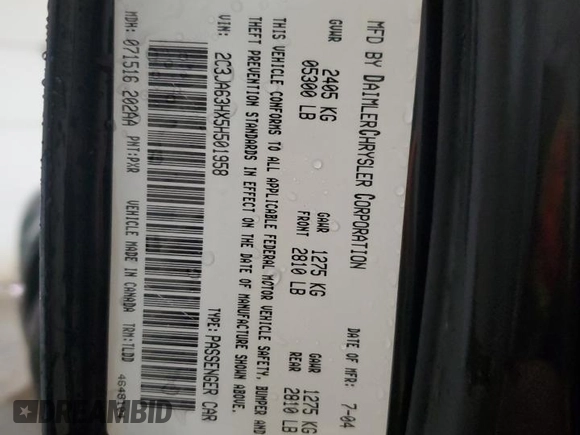 MFD BY DAIMLERCHRYSLER CORPORATION
DATE OF MFR: 7-04
GVWR 2405 KG 05300 LB
GAWR FRONT 1275 KG 2810 LB
GAWR REAR 1275 KG 2810 LB
THIS VEHICLE CONFORMS TO ALL APPLICABLE FEDERAL MOTOR VEHICLE SAFETY, BUMPER AND
THEFT PREVENTION STANDARDS IN EFFECT ON THE DATE OF MANUFACTURE SHOWN ABOVE.
VIN: 2C3JA63HX5H501958 TYPE: PASSENGER CAR
MDH: 071516 202AA PNT:PXR VEHICLE MADE IN CANADA TRM:TLDD
DREAMBID